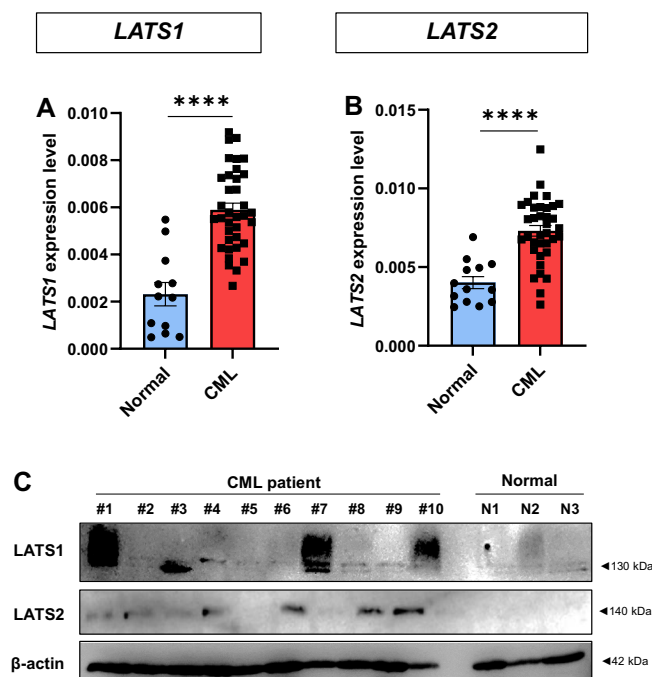 LATS1
LATS2
A
****
LATS1 expression level
0.010
0.008
0.006
0.004
0.002
0.000
Normal
CML
B
****
LATS2 expression level
0.015
0.010
0.005
0.000
Normal
CML
C
CML patient
Normal
#1 #2 #3 #4 #5 #6 #7 #8 #9 #10 N1 N2 N3
LATS1
◄130 kDa
LATS2
◄140 kDa
β-actin
◄42 kDa